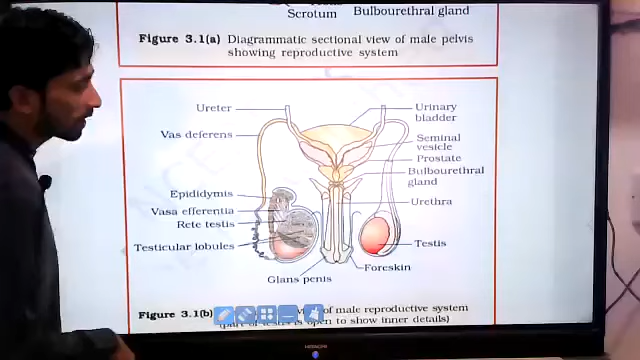 Scrotum Bulbourethral gland
Figure 3.1(a) Diagrammatic sectional view of male pelvis
showing reproductive system
Ureter
Urinary
bladder
Vas deferens
Seminal
vesicle
Prostate
Bulbourethral
gland
Epididymis
Urethra
Vasa efferentia
Rete testis
Testis
Testicular lobules
Foreskin
Glans penis
Figure 3.1(b) of male reproductive system
open to show inner details)
HITACHI